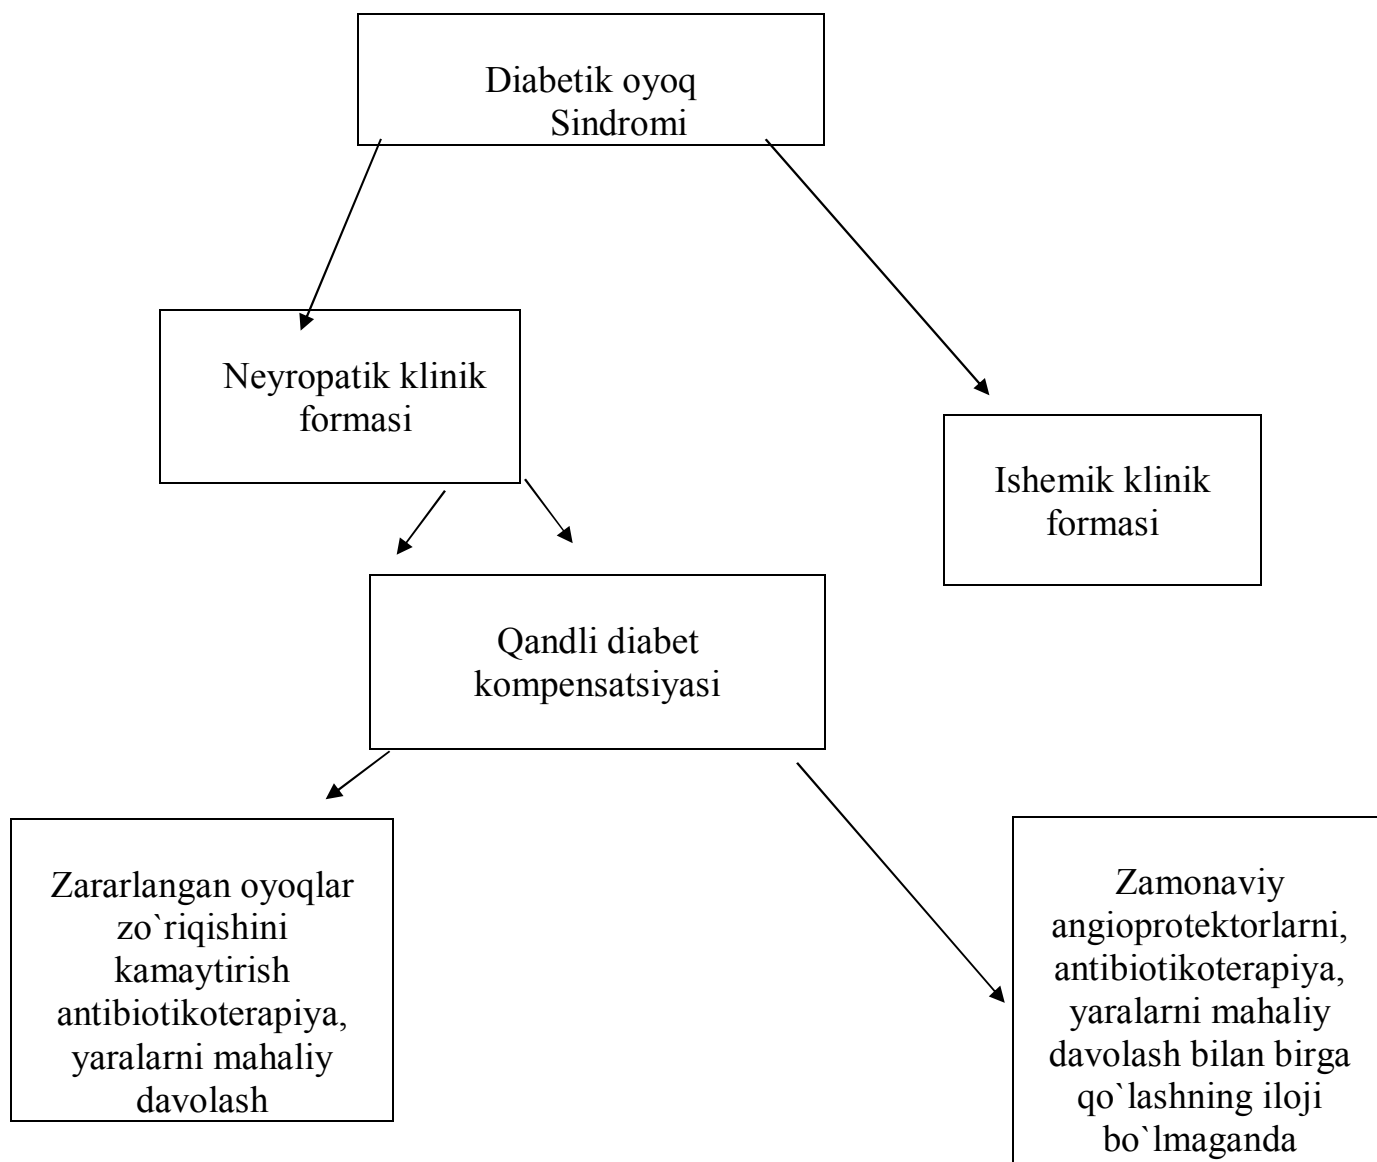 Diabetik oyoq
Sindromi
Neyropatik klinik
formasi
Ishemik klinik
formasi
Qandli diabet
kompensatsiyasi
Zararlangan oyoqlar
zo`riqishini
kamaytirish
antibiotikoterapiya,
yaralarni mahaliy
davolash
Zamonaviy
angioprotektorlarni,
antibiotikoterapiya,
yaralarni mahaliy
davolash bilan birga
qo`lashning iloji
bo`lmaganda